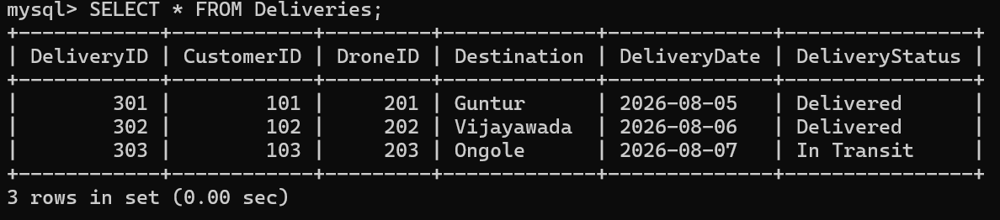 mysql> SELECT * FROM Deliveries;
+------------+------------+---------+-------------+--------------+----------------+
| DeliveryID | CustomerID | DroneID | Destination | DeliveryDate | DeliveryStatus |
+------------+------------+---------+-------------+--------------+----------------+
|        301 |        101 |     201 | Guntur      | 2026-08-05   | Delivered      |
|        302 |        102 |     202 | Vijayawada  | 2026-08-06   | Delivered      |
|        303 |        103 |     203 | Ongole      | 2026-08-07   | In Transit     |
+------------+------------+---------+-------------+--------------+----------------+
3 rows in set (0.00 sec)